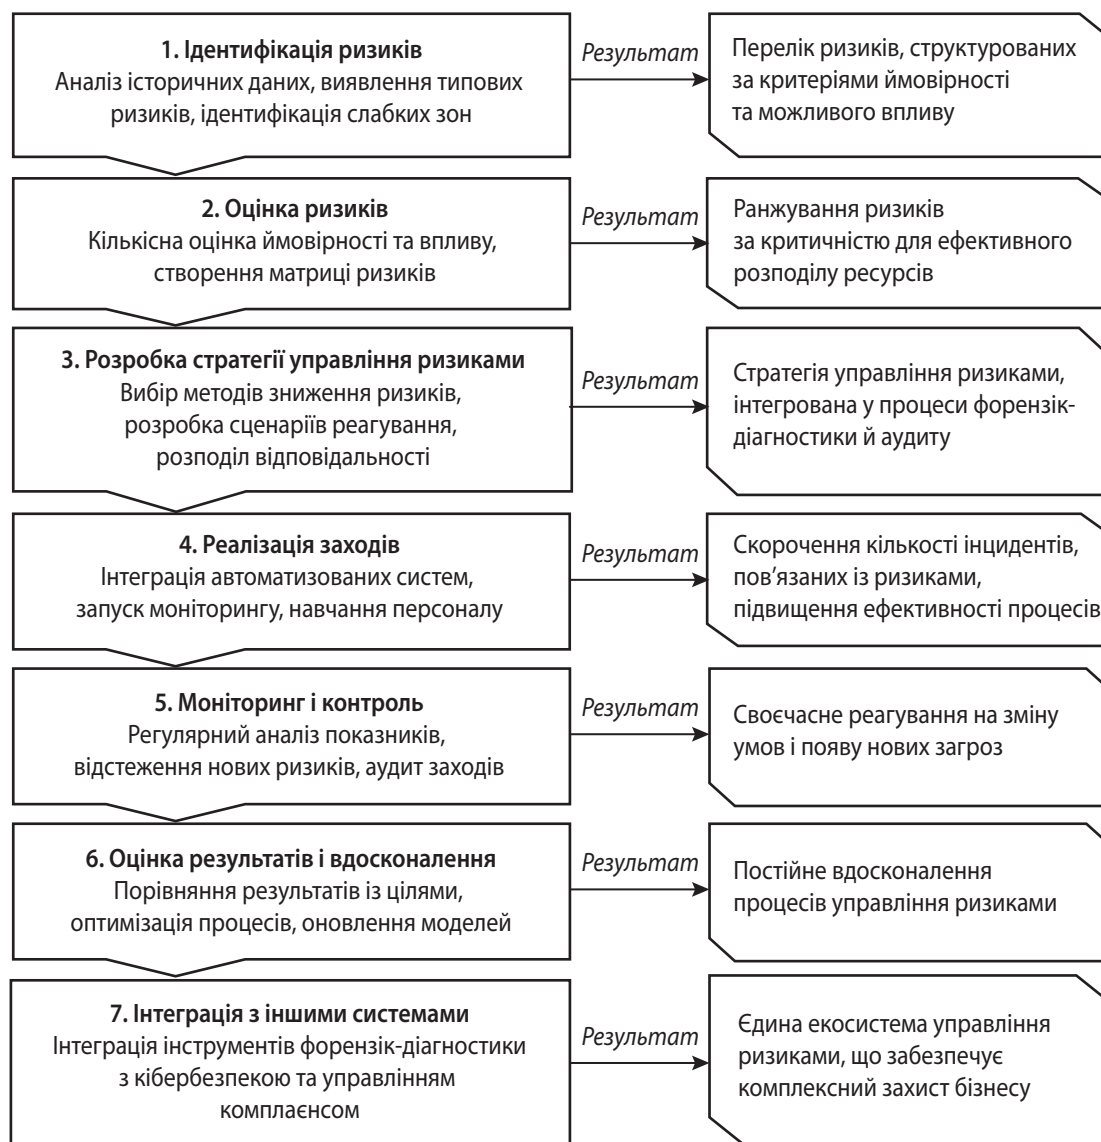 1. Ідентифікація ризиків
Аналіз історичних даних, виявлення типових
ризиків, ідентифікація слабких зон
Результат
Перелік ризиків, структурованих
за критеріями ймовірності
та можливого впливу
2. Оцінка ризиків
Кількісна оцінка ймовірності та впливу,
створення матриці ризиків
Результат
Ранжування ризиків
за критичністю для ефективного
розподілу ресурсів
3. Розробка стратегії управління ризиками
Вибір методів зниження ризиків,
розробка сценаріїв реагування,
розподіл відповідальності
Результат
Стратегія управління ризиками,
інтегрована у процеси форензік-
діагностики й аудиту
4. Реалізація заходів
Інтеграція автоматизованих систем,
запуск моніторингу, навчання персоналу
Результат
Скорочення кількості інцидентів,
пов’язаних із ризиками,
підвищення ефективності процесів
5. Моніторинг і контроль
Регулярний аналіз показників,
відстеження нових ризиків, аудит заходів
Результат
Своєчасне реагування на зміну
умов і появу нових загроз
6. Оцінка результатів і вдосконалення
Порівняння результатів із цілями,
оптимізація процесів, оновлення моделей
Результат
Постійне вдосконалення
процесів управління ризиками
7. Інтеграція з іншими системами
Інтеграція інструментів форензік-діагностики
з кібербезпекою та управлінням
комплаєнсом
Результат
Єдина екосистема управління
ризиками, що забезпечує
комплексний захист бізнесу